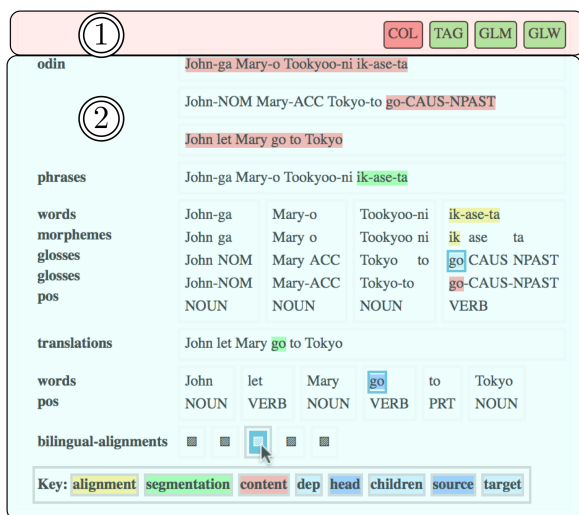 1 COL TAG GLM GLW
odin John-ga Mary-o Tookyoo-ni ik-ase-ta
2 John-NOM Mary-ACC Tokyo-to go-CAUS-NPAST
John let Mary go to Tokyo
phrases John-ga Mary-o Tookyoo-ni ik-ase-ta
words John-ga Mary-o Tookyoo-ni ik-ase-ta
morphemes John ga Mary o Tookyoo ni ik ase ta
glosses John NOM Mary ACC Tokyo to go CAUS NPAST
glosses John-NOM Mary-ACC Tokyo-to go-CAUS-NPAST
pos NOUN NOUN NOUN VERB
translations John let Mary go to Tokyo
words John let Mary go to Tokyo
pos NOUN VERB NOUN VERB PRT NOUN
bilingual-alignments
Key: alignment segmentation content dep head children source target